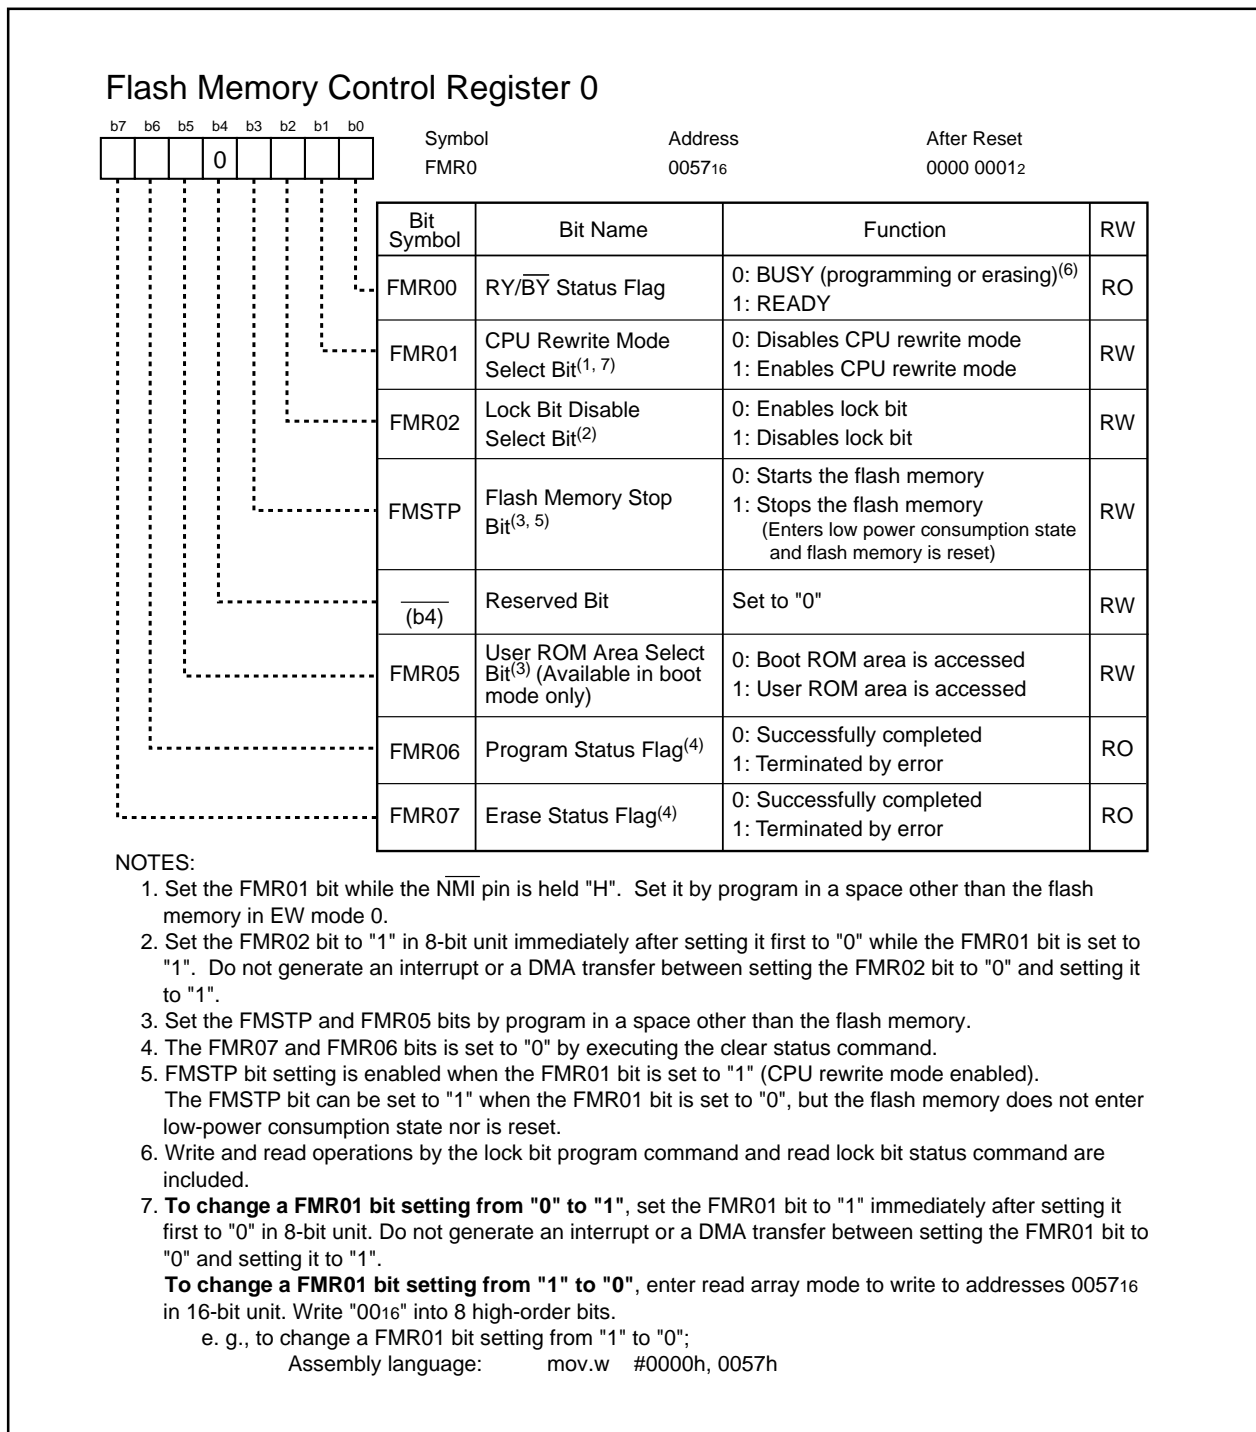 Flash Memory Control Register 0
b7 b6 b5 b4 b3 b2 b1 b0
0
Symbol Address After Reset
FMR0 005716 0000 00012
Bit Symbol Bit Name Function RW
FMR00 RY/BY Status Flag 0: BUSY (programming or erasing)(6) RO
1: READY
FMR01 CPU Rewrite Mode 0: Disables CPU rewrite mode RW
Select Bit(1, 7) 1: Enables CPU rewrite mode
FMR02 Lock Bit Disable 0: Enables lock bit RW
Select Bit(2) 1: Disables lock bit
FMSTP Flash Memory Stop 0: Starts the flash memory RW
Bit(3, 5) 1: Stops the flash memory
(Enters low power consumption state
and flash memory is reset)
(b4) Reserved Bit Set to "0" RW
FMR05 User ROM Area Select 0: Boot ROM area is accessed RW
Bit(3) (Available in boot 1: User ROM area is accessed
mode only)
FMR06 Program Status Flag(4) 0: Successfully completed RO
1: Terminated by error
FMR07 Erase Status Flag(4) 0: Successfully completed RO
1: Terminated by error
NOTES:
1. Set the FMR01 bit while the NMI pin is held "H". Set it by program in a space other than the flash
memory in EW mode 0.
2. Set the FMR02 bit to "1" in 8-bit unit immediately after setting it first to "0" while the FMR01 bit is set to
"1". Do not generate an interrupt or a DMA transfer between setting the FMR02 bit to "0" and setting it
to "1".
3. Set the FMSTP and FMR05 bits by program in a space other than the flash memory.
4. The FMR07 and FMR06 bits is set to "0" by executing the clear status command.
5. FMSTP bit setting is enabled when the FMR01 bit is set to "1" (CPU rewrite mode enabled).
The FMSTP bit can be set to "1" when the FMR01 bit is set to "0", but the flash memory does not enter
low-power consumption state nor is reset.
6. Write and read operations by the lock bit program command and read lock bit status command are
included.
7. To change a FMR01 bit setting from "0" to "1", set the FMR01 bit to "1" immediately after setting it
first to "0" in 8-bit unit. Do not generate an interrupt or a DMA transfer between setting the FMR01 bit to
"0" and setting it to "1".
To change a FMR01 bit setting from "1" to "0", enter read array mode to write to addresses 005716
in 16-bit unit. Write "0016" into 8 high-order bits.
e. g., to change a FMR01 bit setting from "1" to "0";
Assembly language: mov.w #0000h, 0057h